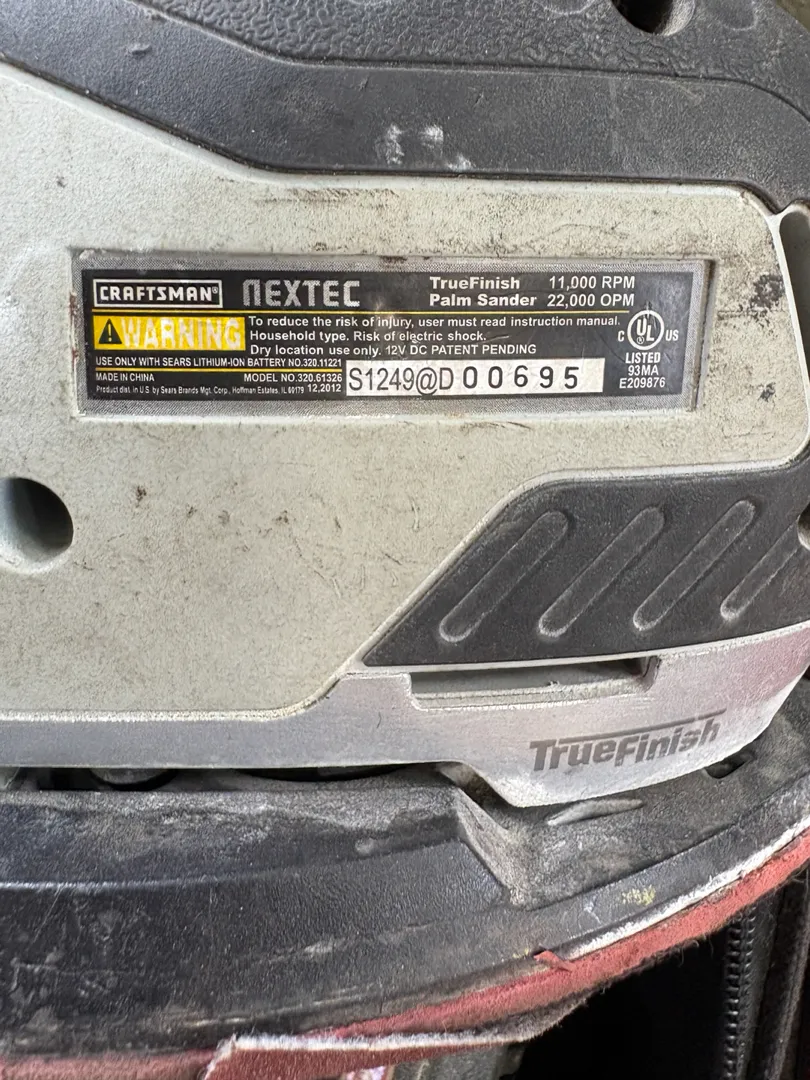 CRAFTSMAN® NEXTEC
TrueFinish 11,000 RPM
Palm Sander 22,000 OPM
WARNING
To reduce the risk of injury, user must read instruction manual.
Household type. Risk of electric shock.
Dry location use only. 12V DC PATENT PENDING
USE ONLY WITH SEARS LITHIUM-ION BATTERY NO.320.11221
MADE IN CHINA MODEL NO.320.61326
Product dist. in U.S by Sears Brands Mgt. Corp., Hoffman Estates, IL 60179 12,2012
S1249@D00695
C UL US
LISTED
93MA
E209876
TrueFinish